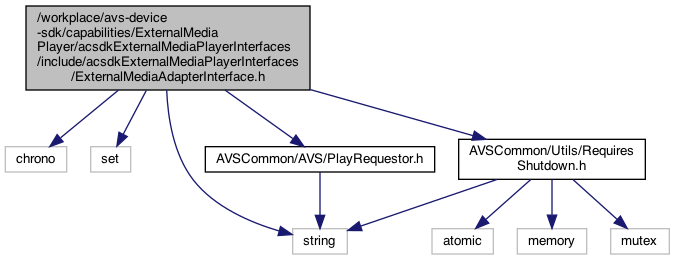 /workplace/avs-device
-sdk/capabilities/ExternalMedia
Player/acsdkExternalMediaPlayerInterfaces
/include/acsdkExternalMediaPlayerInterfaces
/ExternalMediaAdapterInterface.h
chrono
set
AVSCommon/AVS/PlayRequestor.h
AVSCommon/Utils/Requires
Shutdown.h
string
atomic
memory
mutex